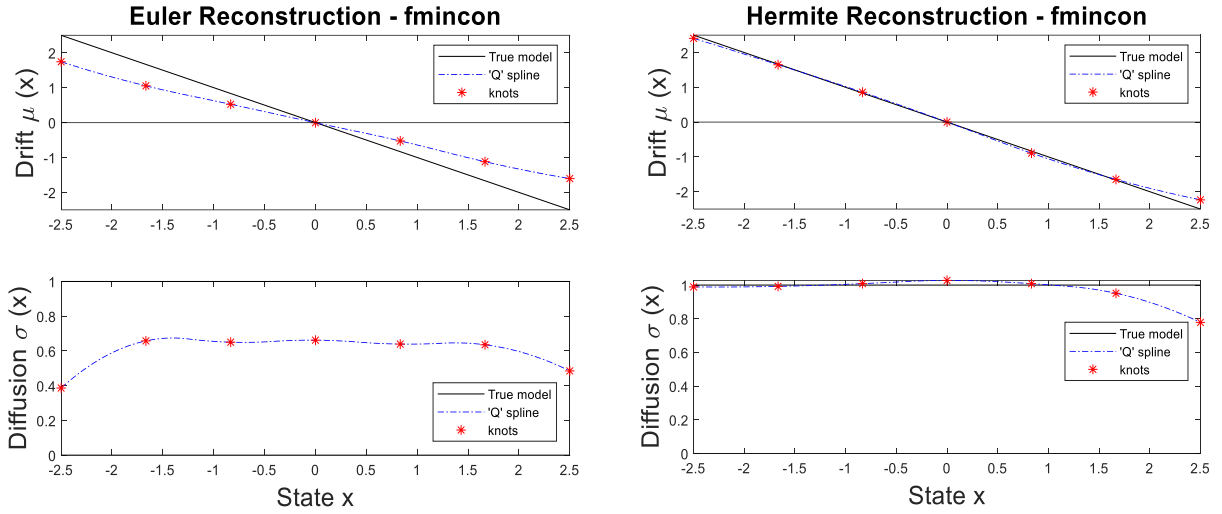 Euler Reconstruction - fmincon
Drift μ (x)
2
1
0
-1
-2
-2.5 -2 -1.5 -1 -0.5 0 0.5 1 1.5 2 2.5
True model
'Q' spline
knots
Hermite Reconstruction - fmincon
Drift μ (x)
2
1
0
-1
-2
-2.5 -2 -1.5 -1 -0.5 0 0.5 1 1.5 2 2.5
True model
'Q' spline
knots
Diffusion σ (x)
1
0.8
0.6
0.4
0.2
0
-2.5 -2 -1.5 -1 -0.5 0 0.5 1 1.5 2 2.5
State x
True model
'Q' spline
knots
Diffusion σ (x)
1
0.8
0.6
0.4
0.2
0
-2.5 -2 -1.5 -1 -0.5 0 0.5 1 1.5 2 2.5
State x
True model
'Q' spline
knots